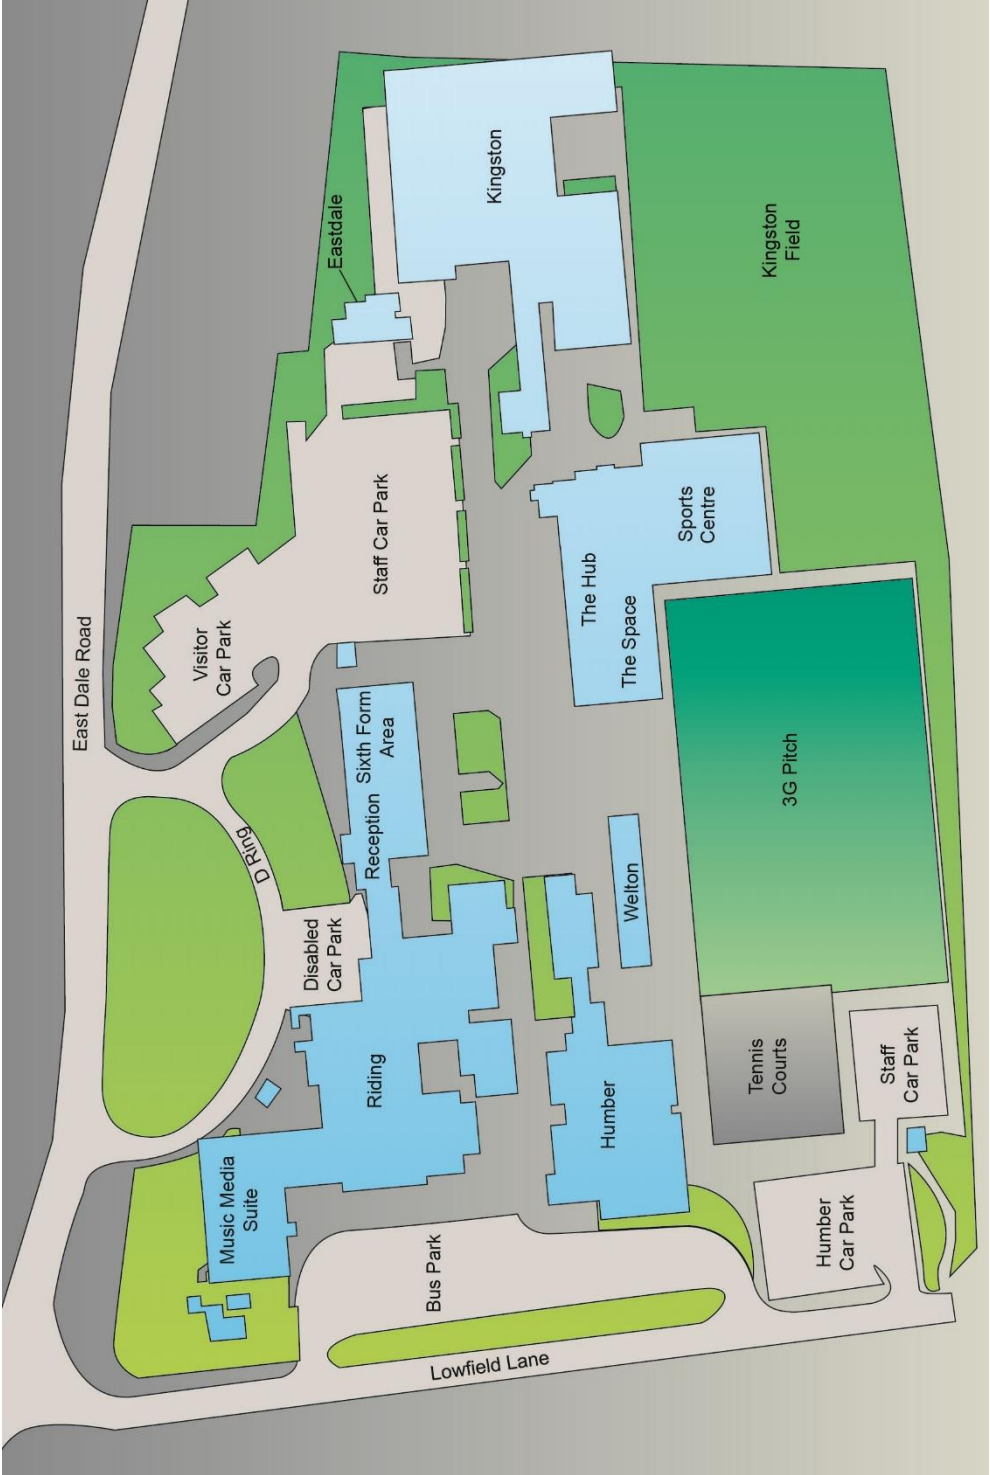 East Dale Road
Eastdale
Kingston
Kingston
Field
Staff Car Park
Visitor
Car Park
Sports
Centre
The Hub
The Space
Sixth Form
Area
Reception
D Ring
Disabled
Car Park
3G Pitch
Welton
Riding
Humber
Tennis
Courts
Staff
Car Park
Music Media
Suite
Bus Park
Humber
Car Park
Lowfield Lane